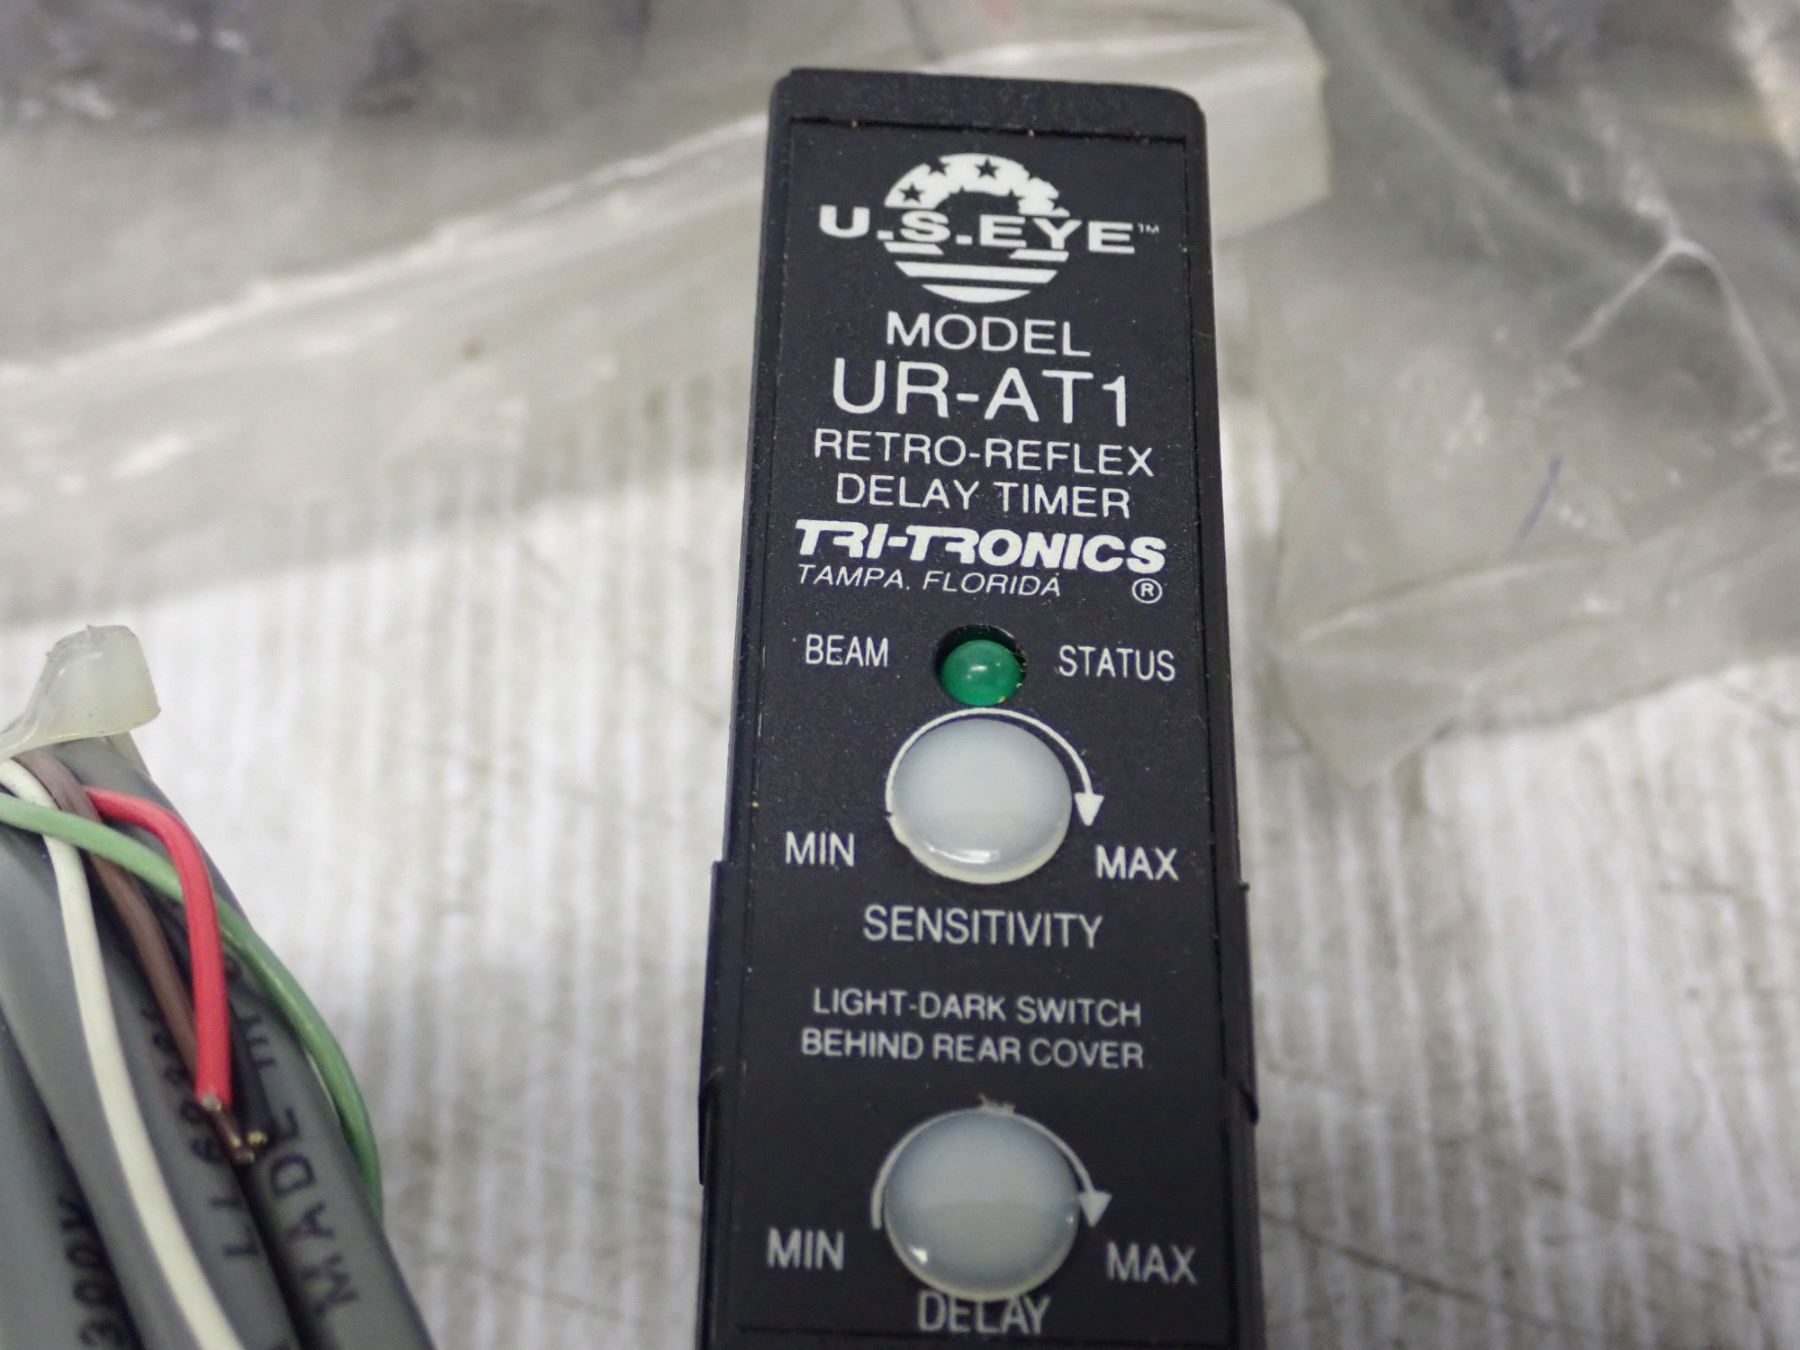 U.S.EYE™
MODEL
UR-AT1
RETRO-REFLEX
DELAY TIMER
TRI-TRONICS
TAMPA, FLORIDA ®
BEAM STATUS
MIN MAX
SENSITIVITY
LIGHT-DARK SWITCH
BEHIND REAR COVER
MIN MAX
DELAY
MADE